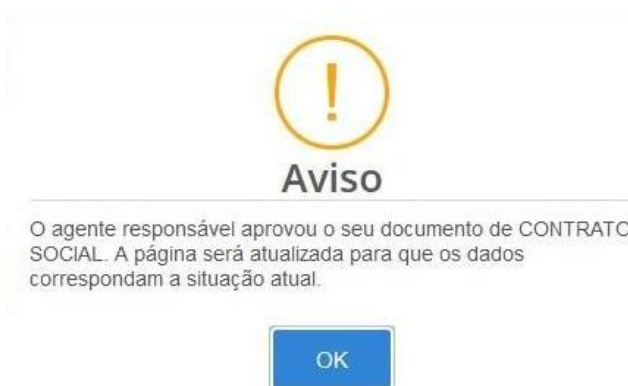 !
Aviso
O agente responsável aprovou o seu documento de CONTRATO
SOCIAL. A página será atualizada para que os dados
correspondam a situação atual.
OK